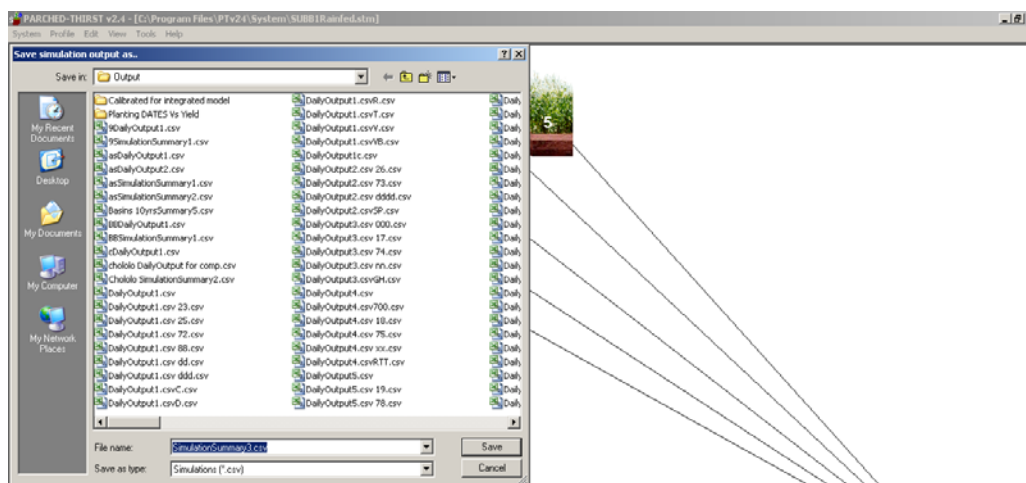 PARCHED-THIRST v2.4 - [C:\Program Files\PTv24\System\SUBB1Rainfed.stm]
System Profile Edit View Tools Help
Save simulation output as..
Save in: Output
My Recent Documents
Desktop
My Documents
My Computer
My Network Places
Calibrated for integrated model
Planting DATES Vs Yield
9DailyOutput1.csv
9SimulationSummary1.csv
asDailyOutput1.csv
asDailyOutput2.csv
asSimulationSummary1.csv
asSimulationSummary2.csv
Basins 10yrsSummary5.csv
BBDailyOutput1.csv
BBSimulationSummary1.csv
cDailyOutput1.csv
chololo DailyOutput for comp.csv
Chololo SimulationSummary2.csv
DailyOutput1.csv
DailyOutput1.csv 23.csv
DailyOutput1.csv 25.csv
DailyOutput1.csv 72.csv
DailyOutput1.csv 88.csv
DailyOutput1.csv dd.csv
DailyOutput1.csv ddd.csv
DailyOutput1.csvC.csv
DailyOutput1.csvD.csv
DailyOutput1.csvR.csv
DailyOutput1.csvT.csv
DailyOutput1.csvV.csv
DailyOutput1.csvVB.csv
DailyOutput1c.csv
DailyOutput2.csv 26.csv
DailyOutput2.csv 73.csv
DailyOutput2.csv dddd.csv
DailyOutput2.csvSP.csv
DailyOutput3.csv 000.csv
DailyOutput3.csv 17.csv
DailyOutput3.csv 74.csv
DailyOutput3.csv nn.csv
DailyOutput3.csvGH.csv
DailyOutput4.csv
DailyOutput4.csv700.csv
DailyOutput4.csv 18.csv
DailyOutput4.csv 75.csv
DailyOutput4.csv xx.csv
DailyOutput4.csvRTT.csv
DailyOutput5.csv
DailyOutput5.csv 19.csv
DailyOutput5.csv 78.csv
File name: SimulationSummary3.csv Save
Save as type: Simulations (*.csv) Cancel
5